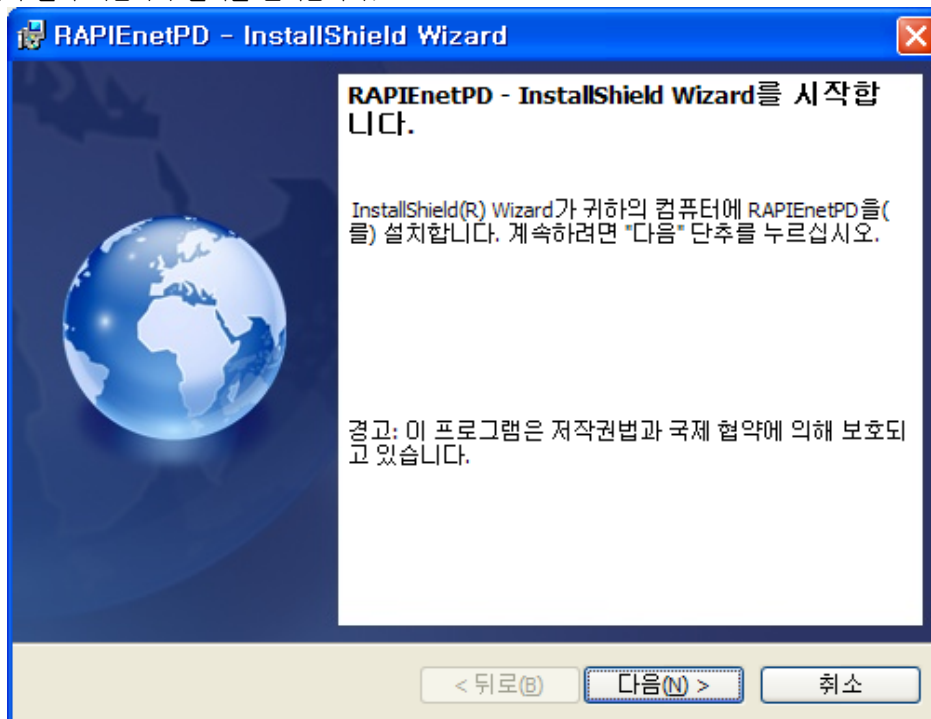 RAPIEnetPD - InstallShield Wizard
RAPIEnetPD - InstallShield Wizard를 시작합
니다.
InstallShield(R) Wizard가 귀하의 컴퓨터에 RAPIEnetPD을(
를) 설치합니다. 계속하려면 "다음" 단추를 누르십시오.
경고: 이 프로그램은 저작권법과 국제 협약에 의해 보호되
고 있습니다.
< 뒤로(B) 다음(N) > 취소